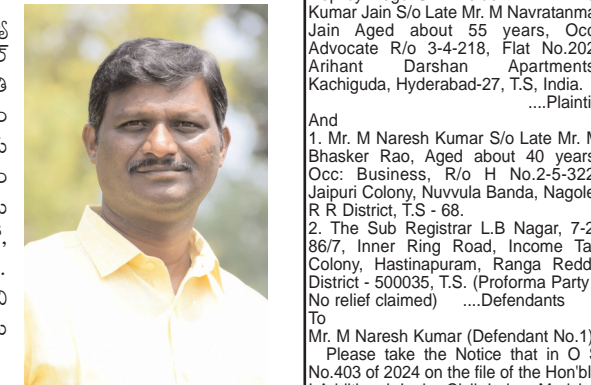 Kumar Jain S/o Late Mr. M Navratanma
Jain Aged about 55 years, Occ
Advocate R/o 3-4-218, Flat No.202
Arihant Darshan Apartments
Kachiguda, Hyderabad-27, T.S, India.
....Plainti
And
1. Mr. M Naresh Kumar S/o Late Mr. M
Bhasker Rao, Aged about 40 years
Occ: Business, R/o H No.2-5-322
Jaipuri Colony, Nuvvula Banda, Nagole
R R District, T.S - 68.
2. The Sub Registrar L.B Nagar, 7-2
86/7, Inner Ring Road, Income Ta
Colony, Hastinapuram, Ranga Redd
District - 500035, T.S. (Proforma Party
No relief claimed) ....Defendants
To
Mr. M Naresh Kumar (Defendant No.1)
Please take the Notice that in O S
No.403 of 2024 on the file of the Hon'bl